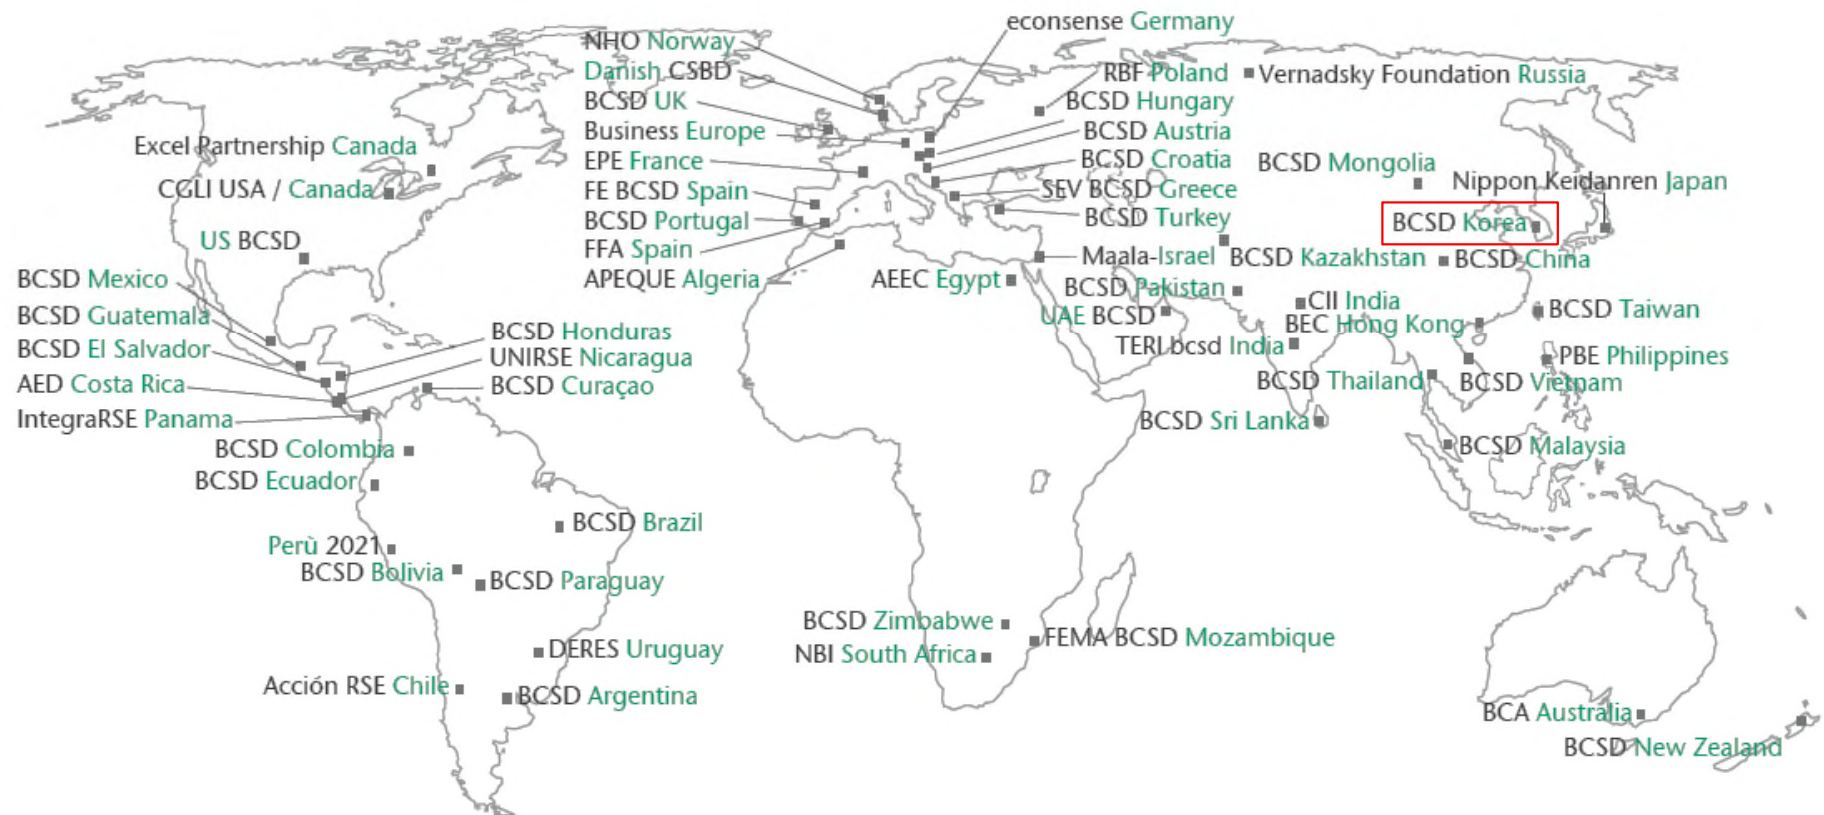 econsense Germany
NHO Norway
Danish CSBD
BCSD UK
Business Europe
EPE France
FE BCSD Spain
BCSD Portugal
FFA Spain
APEQUE Algeria
RBF Poland
Vernadsky Foundation Russia
BCSD Hungary
BCSD Austria
BCSD Croatia
SEV BCSD Greece
BCSD Turkey
Maala-Israel
BCSD Kazakhstan
BCSD Mongolia
Nippon Keidanren Japan
BCSD Korea
BCSD China
Excel Partnership Canada
CGLI USA / Canada
US BCSD
BCSD Mexico
BCSD Guatemala
BCSD El Salvador
AED Costa Rica
IntegraRSE Panama
BCSD Honduras
UNIRSE Nicaragua
BCSD Curaçao
AEEC Egypt
BCSD Pakistan
UAE BCSD
CII India
BEC Hong Kong
TERI bcsd India
BCSD Taiwan
PBE Philippines
BCSD Thailand
BCSD Vietnam
BCSD Sri Lanka
BCSD Malaysia
BCSD Colombia
BCSD Ecuador
BCSD Brazil
Perù 2021
BCSD Bolivia
BCSD Paraguay
DERES Uruguay
Acción RSE Chile
BCSD Argentina
BCSD Zimbabwe
FEMA BCSD Mozambique
NBI South Africa
BCA Australia
BCSD New Zealand